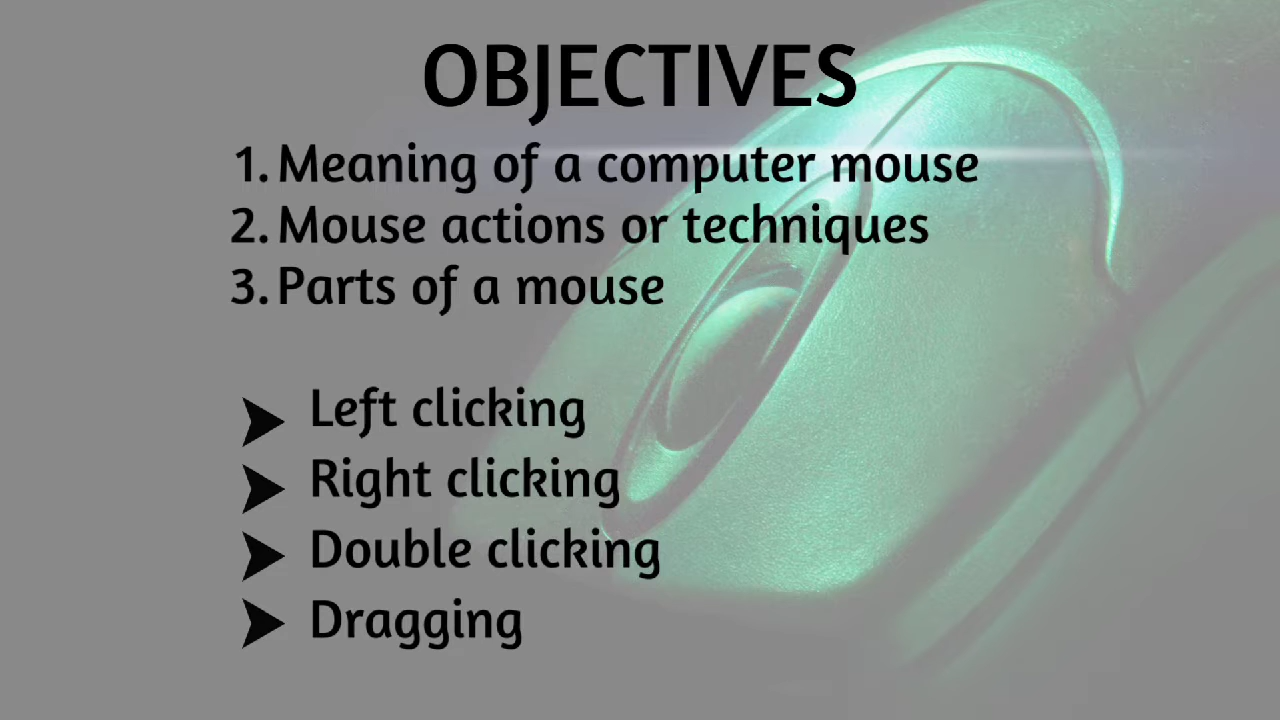 OBJECTIVES
1. Meaning of a computer mouse
2. Mouse actions or techniques
3. Parts of a mouse
➤ Left clicking
➤ Right clicking
➤ Double clicking
➤ Dragging